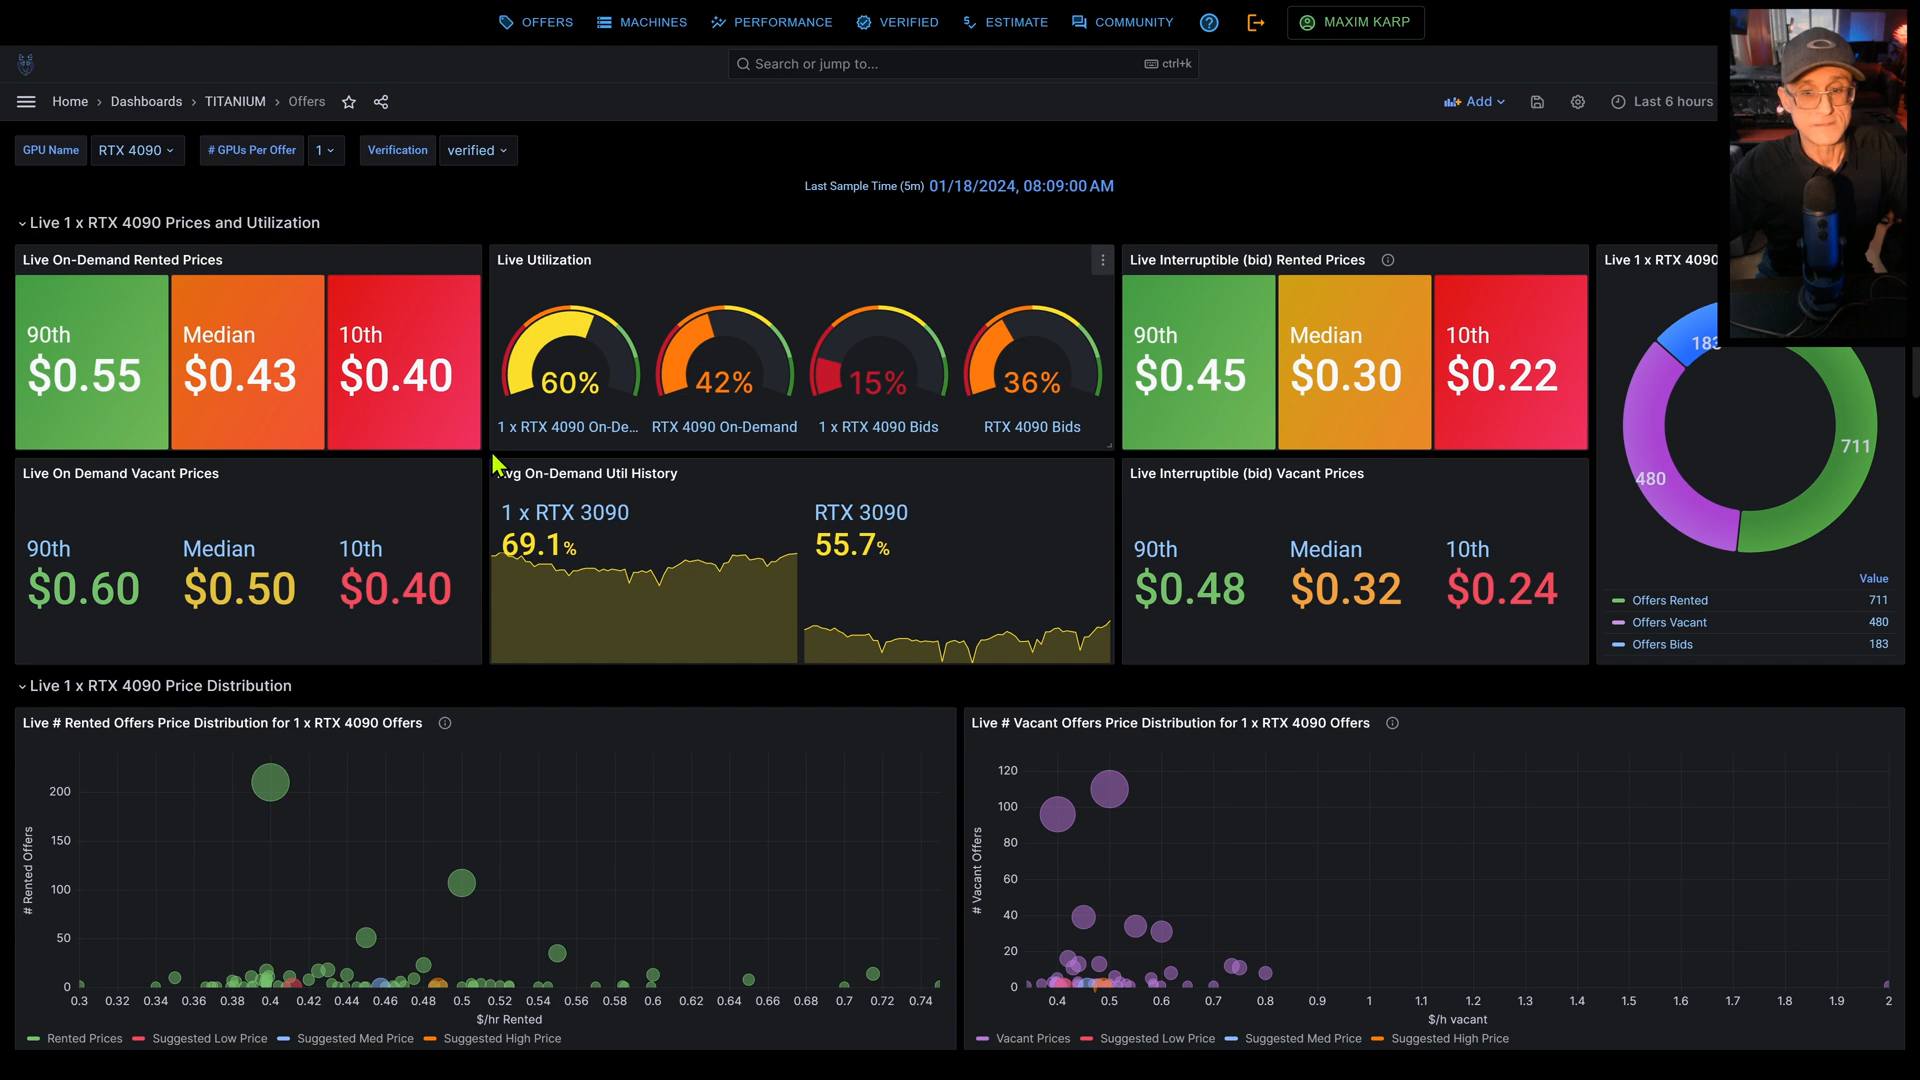 OFFERS MACHINES PERFORMANCE VERIFIED ESTIMATE COMMUNITY MAXIM KARP
Search or jump to... ctrl+k
Home › Dashboards › TITANIUM › Offers
Add Last 6 hours
GPU Name RTX 4090 # GPUs Per Offer 1 Verification verified
Last Sample Time (5m) 01/18/2024, 08:09:00 AM
Live 1 x RTX 4090 Prices and Utilization
Live On-Demand Rented Prices
90th Median 10th
$0.55 $0.43 $0.40
Live Utilization
60% 42% 15% 36%
1 x RTX 4090 On-De... RTX 4090 On-Demand 1 x RTX 4090 Bids RTX 4090 Bids
Live Interruptible (bid) Rented Prices
90th Median 10th
$0.45 $0.30 $0.22
Live 1 x RTX 4090
183
711
480
Value
Offers Rented 711
Offers Vacant 480
Offers Bids 183
Live On Demand Vacant Prices
90th Median 10th
$0.60 $0.50 $0.40
Avg On-Demand Util History
1 x RTX 3090 RTX 3090
69.1% 55.7%
Live Interruptible (bid) Vacant Prices
90th Median 10th
$0.48 $0.32 $0.24
Live 1 x RTX 4090 Price Distribution
Live # Rented Offers Price Distribution for 1 x RTX 4090 Offers
# Rented Offers
200
150
100
50
0
0.3 0.32 0.34 0.36 0.38 0.4 0.42 0.44 0.46 0.48 0.5 0.52 0.54 0.56 0.58 0.6 0.62 0.64 0.66 0.68 0.7 0.72 0.74
$/hr Rented
Rented Prices Suggested Low Price Suggested Med Price Suggested High Price
Live # Vacant Offers Price Distribution for 1 x RTX 4090 Offers
# Vacant Offers
120
100
80
60
40
20
0
0.4 0.5 0.6 0.7 0.8 0.9 1 1.1 1.2 1.3 1.4 1.5 1.6 1.7 1.8 1.9 2
$/h vacant
Vacant Prices Suggested Low Price Suggested Med Price Suggested High Price